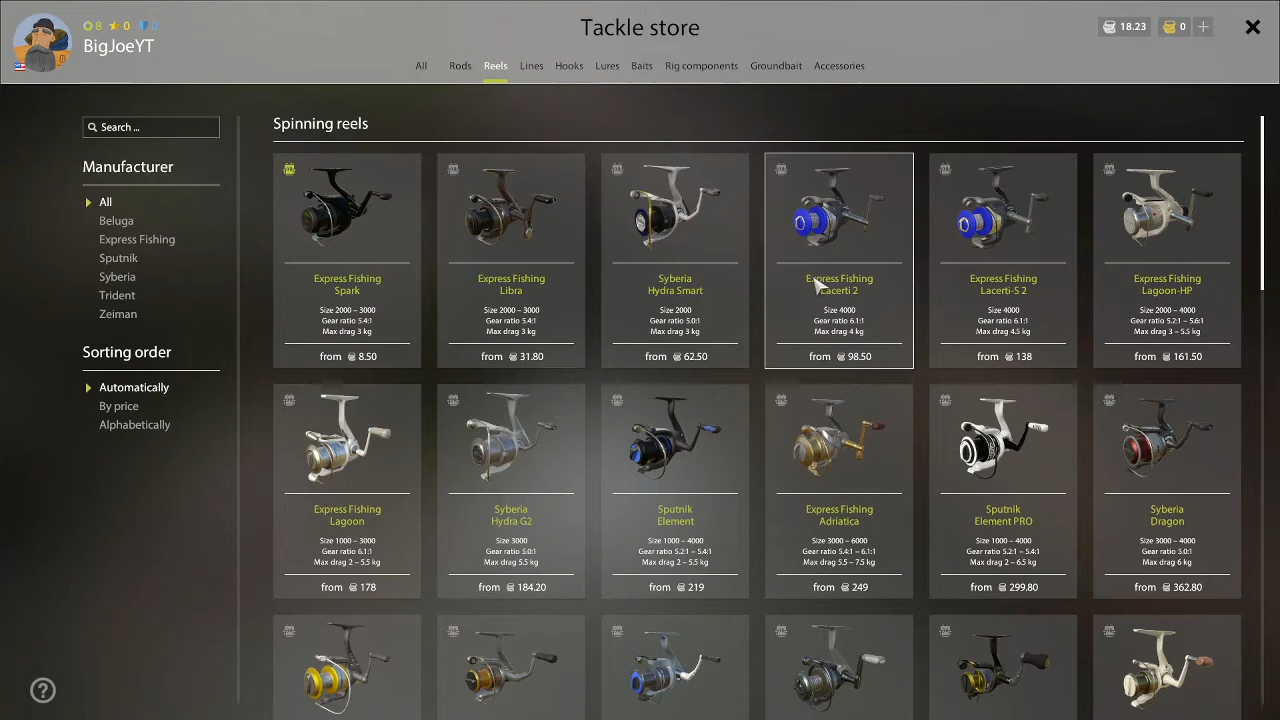 8 0 0
BigJoeYT
Tackle store
18.23 0 +
All Rods Reels Lines Hooks Lures Baits Rig components Groundbait Accessories
Search ...
Manufacturer
All
Beluga
Express Fishing
Sputnik
Syberia
Trident
Zeiman
Sorting order
Automatically
By price
Alphabetically
Spinning reels
Express Fishing
Spark
Size 2000 – 3000
Gear ratio 5.4:1
Max drag 3 kg
from 8.50
Express Fishing
Libra
Size 2000 – 3000
Gear ratio 5.4:1
Max drag 3 kg
from 31.80
Syberia
Hydra Smart
Size 2000
Gear ratio 5.0:1
Max drag 3 kg
from 62.50
Express Fishing
Lacerti 2
Size 4000
Gear ratio 6.1:1
Max drag 4 kg
from 98.50
Express Fishing
Lacerti-S 2
Size 4000
Gear ratio 6.1:1
Max drag 4.5 kg
from 138
Express Fishing
Lagoon-HP
Size 2000 – 4000
Gear ratio 5.2:1 – 5.6:1
Max drag 3 – 5.5 kg
from 161.50
Express Fishing
Lagoon
Size 1000 – 3000
Gear ratio 6.1:1
Max drag 2 – 5.5 kg
from 178
Syberia
Hydra G2
Size 3000
Gear ratio 5.0:1
Max drag 5.5 kg
from 184.20
Sputnik
Element
Size 1000 – 4000
Gear ratio 5.2:1 – 5.4:1
Max drag 2 – 5.5 kg
from 219
Express Fishing
Adriatica
Size 3000 – 6000
Gear ratio 5.4:1 – 6.1:1
Max drag 5.5 – 7.5 kg
from 249
Sputnik
Element PRO
Size 1000 – 4000
Gear ratio 5.2:1 – 5.4:1
Max drag 2 – 6.5 kg
from 299.80
Syberia
Dragon
Size 3000 – 4000
Gear ratio 5.0:1
Max drag 6 kg
from 362.80
?